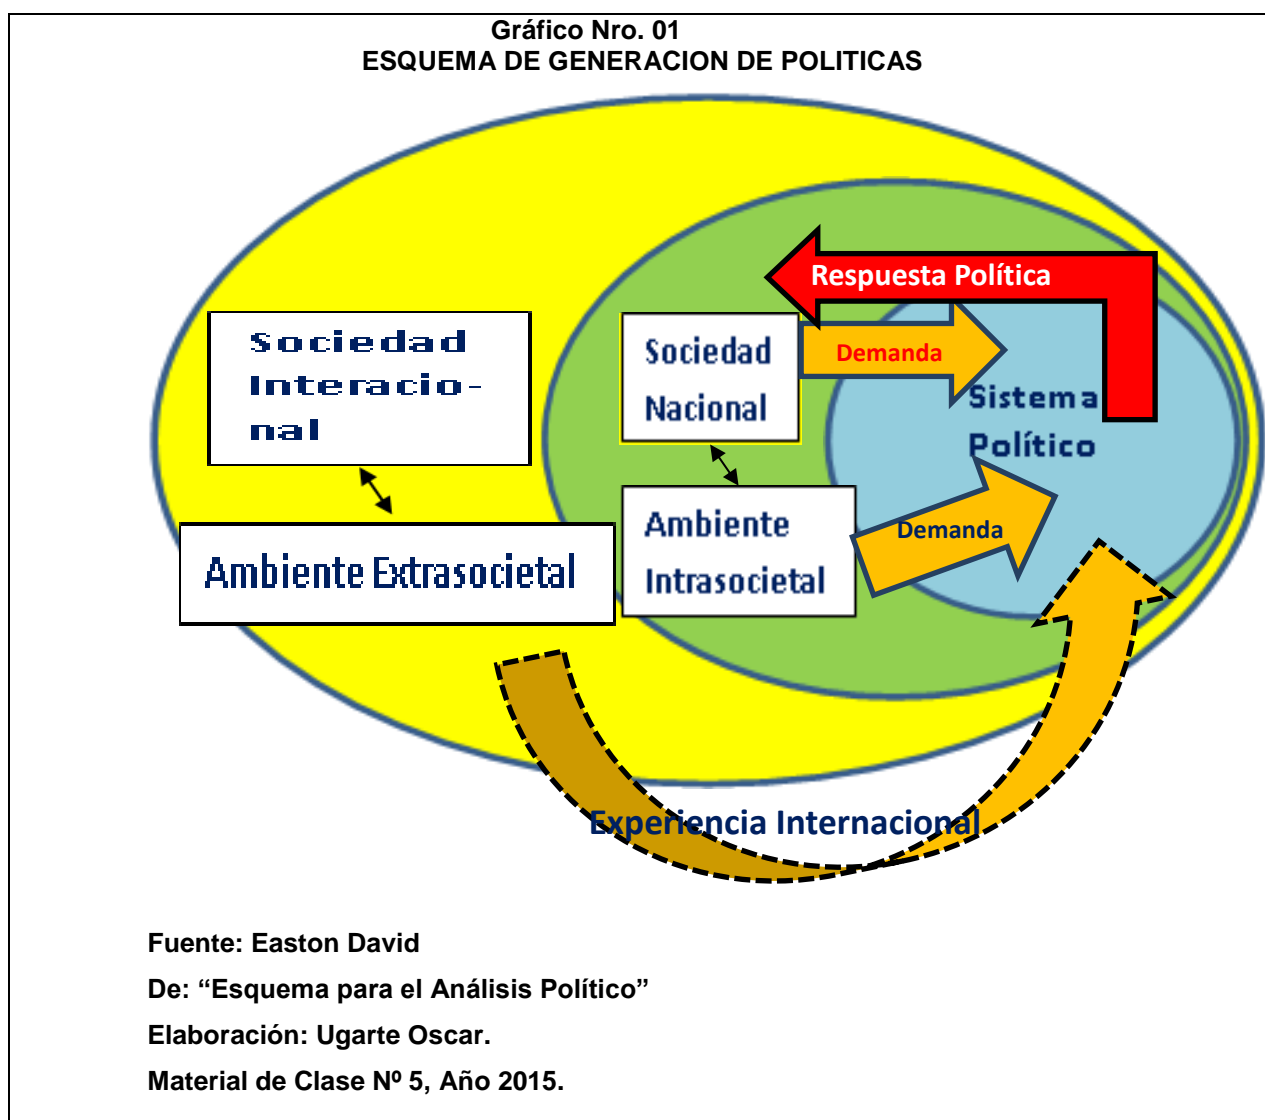 Gráfico Nro. 01
ESQUEMA DE GENERACION DE POLITICAS
Respuesta Política
Sociedad
Interacio-
nal
Sociedad
Nacional
Demanda
Sistema
Político
Ambiente Extrasocietal
Ambiente
Intrasocietal
Demanda
Experiencia Internacional
Fuente: Easton David
De: “Esquema para el Análisis Político”
Elaboración: Ugarte Oscar.
Material de Clase Nº 5, Año 2015.